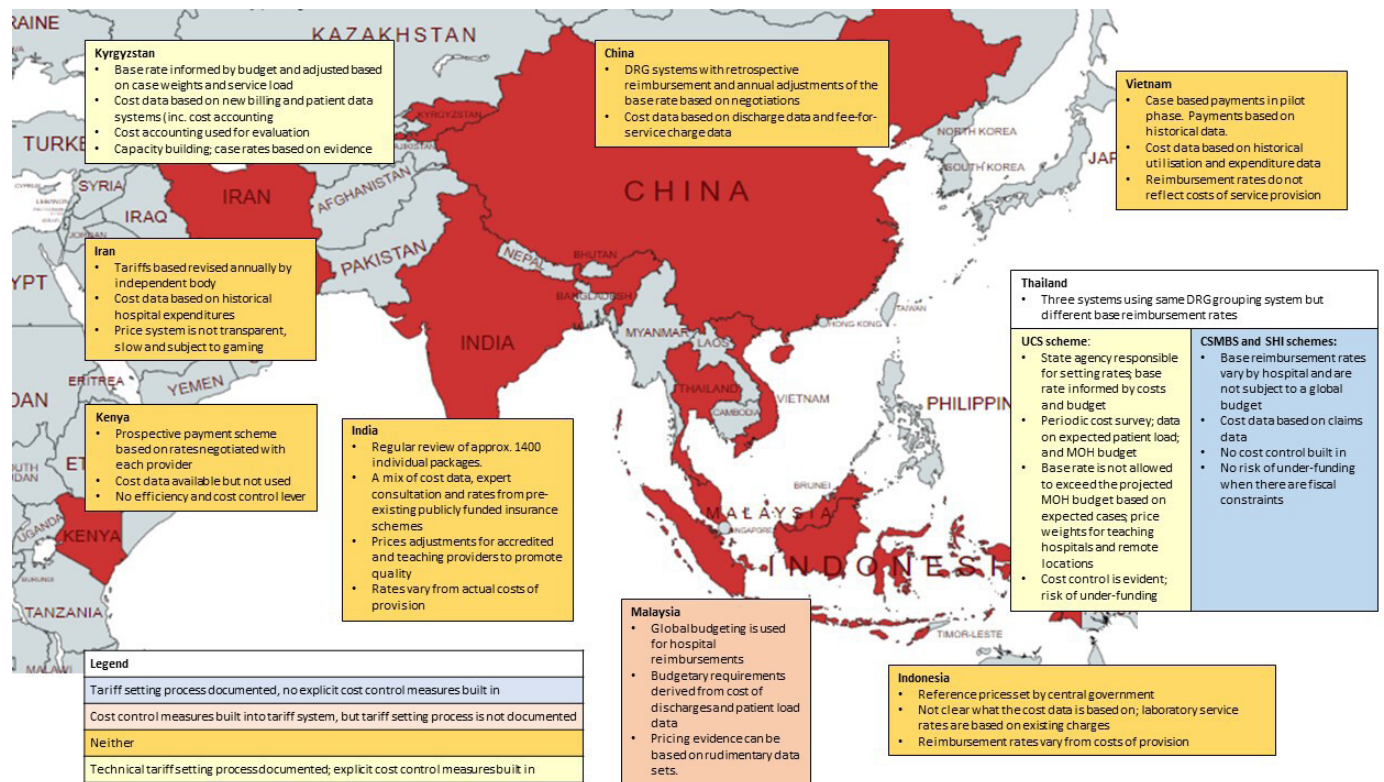 RAINE
KAZAKHSTAN
Kyrgyzstan
• Base rate informed by budget and adjusted based
on case weights and service load
• Cost data based on new billing and patient data
systems (inc. cost accounting
• Cost accounting used for evaluation
• Capacity building; case rates based on evidence
China
• DRG systems with retrospective
reimbursement and annual adjustments of the
base rate based on negotiations
• Cost data based on discharge data and fee-for-
service charge data
Vietnam
• Case based payments in pilot
phase. Payments based on
historical data.
• Cost data based on historical
utilisation and expenditure data
• Reimbursement rates do not
reflect costs of service provision
KYRGYZSTAN
TURKE
SYRIA
IRAQ
JORDAN
IRAN
AFGHANISTAN
PAKISTAN
CHINA
NORTH KOREA
SOUTH KOREA
JAP
NEPAL
BHUTAN
BANGLADESH
INDIA
MYANMAR
LAOS
THAILAND
CAMBODIA
VIETNAM
TAIWAN
HONG KONG
PHILIPPIN
YPT
Iran
• Tariffs based revised annually by
independent body
• Cost data based on historical
hospital expenditures
• Price system is not transparent,
slow and subject to gaming
Thailand
• Three systems using same DRG grouping system but
different base reimbursement rates
UCS scheme:
• State agency responsible
for setting rates; base
rate informed by costs
and budget
• Periodic cost survey; data
on expected patient load;
and MOH budget
• Base rate is not allowed
to exceed the projected
MOH budget based on
expected cases; price
weights for teaching
hospitals and remote
locations
• Cost control is evident;
risk of under-funding
CSMBS and SHI schemes:
• Base reimbursement rates
vary by hospital and are
not subject to a global
budget
• Cost data based on claims
data
• No cost control built in
• No risk of under-funding
when there are fiscal
constraints
ERITREA
YEMEN
DAN
Kenya
• Prospective payment scheme
based on rates negotiated with
each provider
• Cost data available but not used
• No efficiency and cost control lever
India
• Regular review of approx. 1400
individual packages.
• A mix of cost data, expert
consultation and rates from pre-
existing publicly funded insurance
schemes
• Prices adjustments for accredited
and teaching providers to promote
quality
• Rates vary from actual costs of
provision
ET
UGANDA
KENYA
BURUNDI
TANZANIA
MALAWI
BRUNEI
MALAYSIA
SINGAPORE
INDONESI
TIMOR-LESTE
Malaysia
• Global budgeting is used
for hospital
reimbursements
• Budgetary requirements
derived from cost of
discharges and patient load
data
• Pricing evidence can be
based on rudimentary data
sets.
Indonesia
• Reference prices set by central government
• Not clear what the cost data is based on; laboratory service
rates are based on existing charges
• Reimbursement rates vary from costs of provision
Legend
Tariff setting process documented, no explicit cost control measures built in
Cost control measures built into tariff system, but tariff setting process is not documented
Neither
Technical tariff setting process documented; explicit cost control measures built in